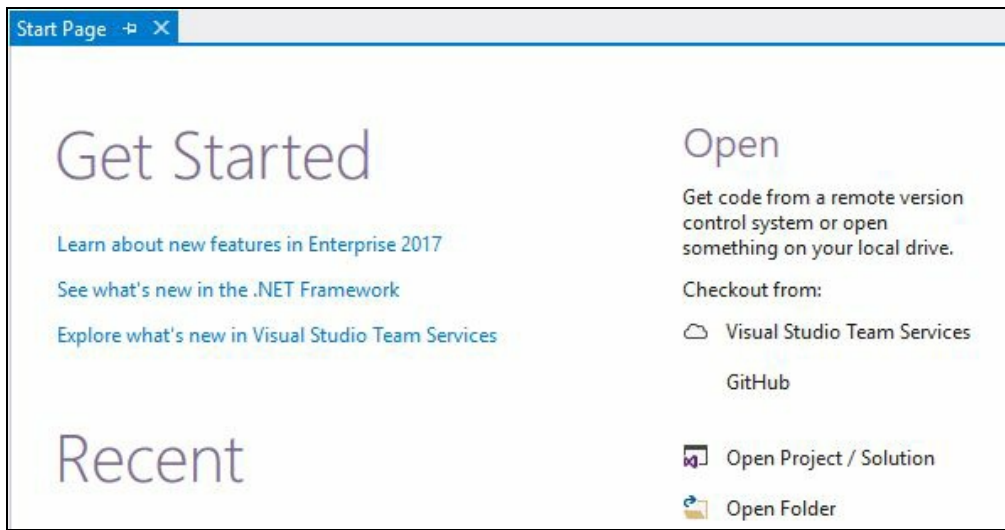 Start Page
Get Started
Learn about new features in Enterprise 2017
See what's new in the .NET Framework
Explore what's new in Visual Studio Team Services
Recent
Open
Get code from a remote version
control system or open
something on your local drive.
Checkout from:
Visual Studio Team Services
GitHub
Open Project / Solution
Open Folder